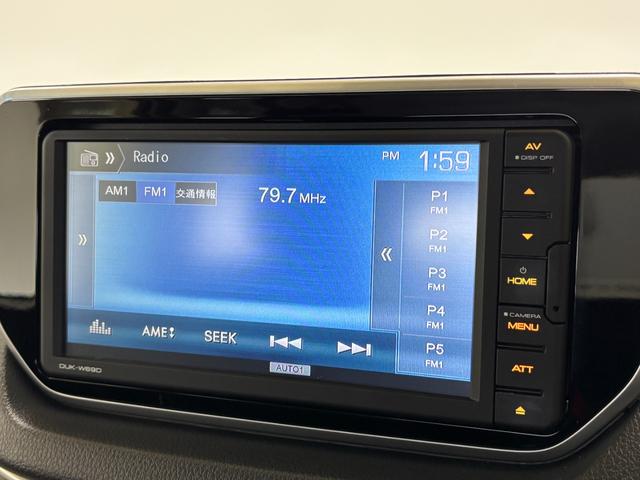 Radio
PM 1:59
AM1 FM1 交通情報 79.7 MHz
P1
FM1
P2
FM1
P3
FM1
P4
FM1
P5
FM1
AME
SEEK
AUTO1
DUK-W69D
AV
DISP OFF
HOME
CAMERA
MENU
ATT